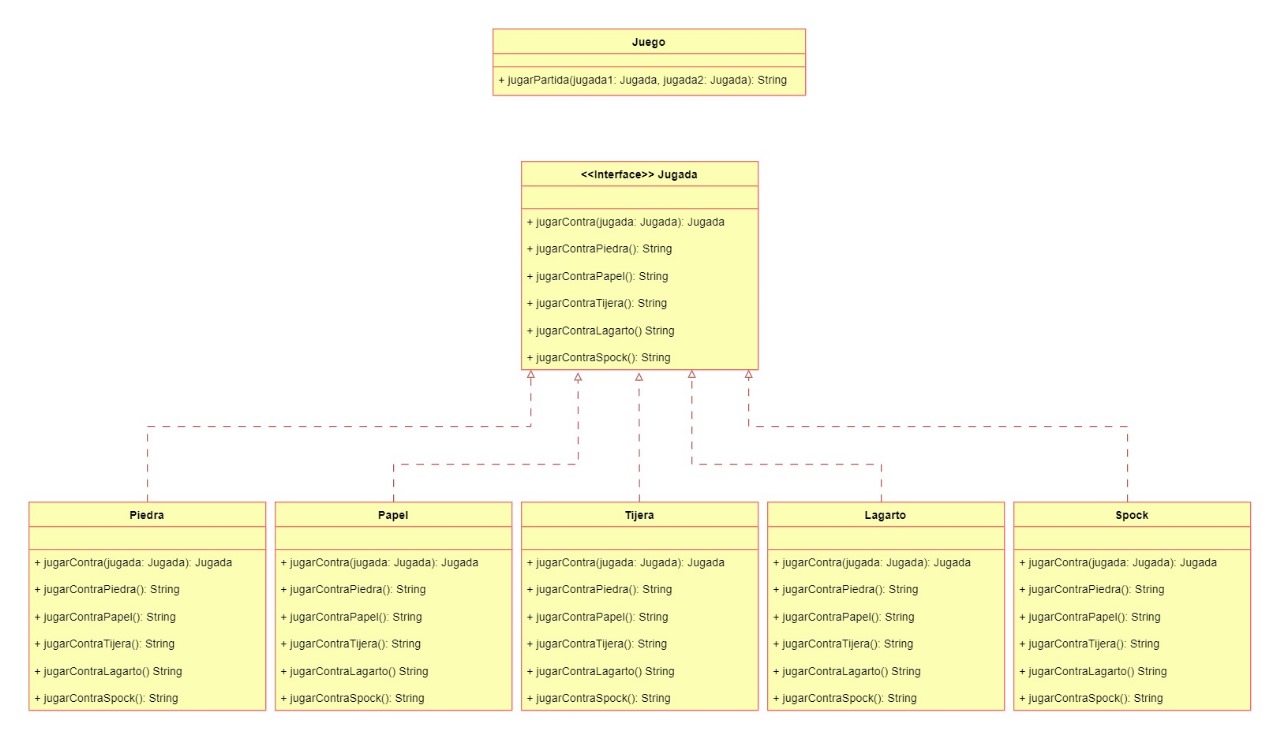 Juego
+ jugarPartida(jugada1: Jugada, jugada2: Jugada): String
<<Interface>> Jugada
+ jugarContra(jugada: Jugada): Jugada
+ jugarContraPiedra(): String
+ jugarContraPapel(): String
+ jugarContraTijera(): String
+ jugarContraLagarto() String
+ jugarContraSpock(): String
Piedra
+ jugarContra(jugada: Jugada): Jugada
+ jugarContraPiedra(): String
+ jugarContraPapel(): String
+ jugarContraTijera(): String
+ jugarContraLagarto() String
+ jugarContraSpock(): String
Papel
+ jugarContra(jugada: Jugada): Jugada
+ jugarContraPiedra(): String
+ jugarContraPapel(): String
+ jugarContraTijera(): String
+ jugarContraLagarto() String
+ jugarContraSpock(): String
Tijera
+ jugarContra(jugada: Jugada): Jugada
+ jugarContraPiedra(): String
+ jugarContraPapel(): String
+ jugarContraTijera(): String
+ jugarContraLagarto() String
+ jugarContraSpock(): String
Lagarto
+ jugarContra(jugada: Jugada): Jugada
+ jugarContraPiedra(): String
+ jugarContraPapel(): String
+ jugarContraTijera(): String
+ jugarContraLagarto() String
+ jugarContraSpock(): String
Spock
+ jugarContra(jugada: Jugada): Jugada
+ jugarContraPiedra(): String
+ jugarContraPapel(): String
+ jugarContraTijera(): String
+ jugarContraLagarto() String
+ jugarContraSpock(): String